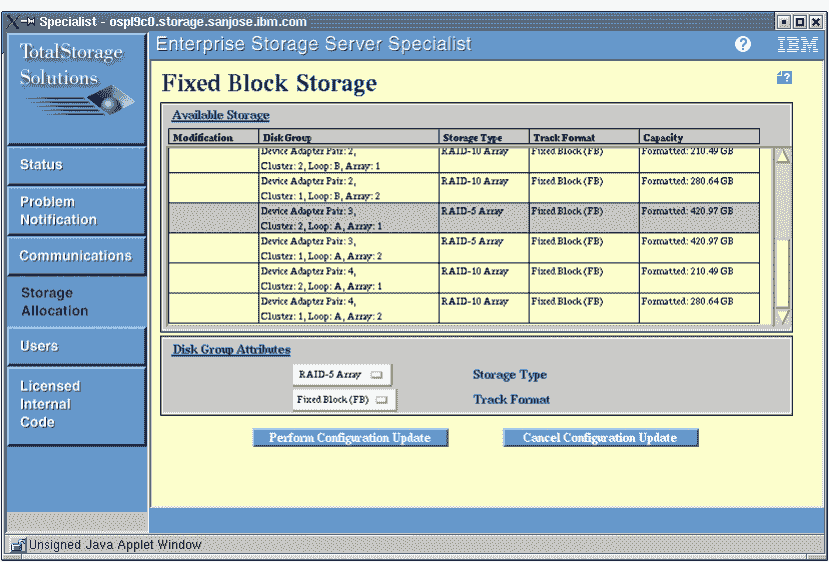 Specialist - ospl9c0.storage.sanjose.ibm.com
TotalStorage
Solutions
Enterprise Storage Server Specialist
?
IBM
Fixed Block Storage
?
Status
Problem
Notification
Communications
Storage
Allocation
Users
Licensed
Internal
Code
Available Storage
Modification Disk Group Storage Type Track Format Capacity
Device Adapter Pair: 2, RAID-10 Array Fixed Block (FB) Formatted: 210.49 GB
Cluster: 2, Loop: B, Array: 1
Device Adapter Pair: 2, RAID-10 Array Fixed Block (FB) Formatted: 280.64 GB
Cluster: 1, Loop: B, Array: 2
Device Adapter Pair: 3, RAID-5 Array Fixed Block (FB) Formatted: 420.97 GB
Cluster: 2, Loop: A, Array: 1
Device Adapter Pair: 3, RAID-5 Array Fixed Block (FB) Formatted: 420.97 GB
Cluster: 1, Loop: A, Array: 2
Device Adapter Pair: 4, RAID-10 Array Fixed Block (FB) Formatted: 210.49 GB
Cluster: 2, Loop: A, Array: 1
Device Adapter Pair: 4, RAID-10 Array Fixed Block (FB) Formatted: 280.64 GB
Cluster: 1, Loop: A, Array: 2
Disk Group Attributes
RAID-5 Array Storage Type
Fixed Block (FB) Track Format
Perform Configuration Update Cancel Configuration Update
Unsigned Java Applet Window